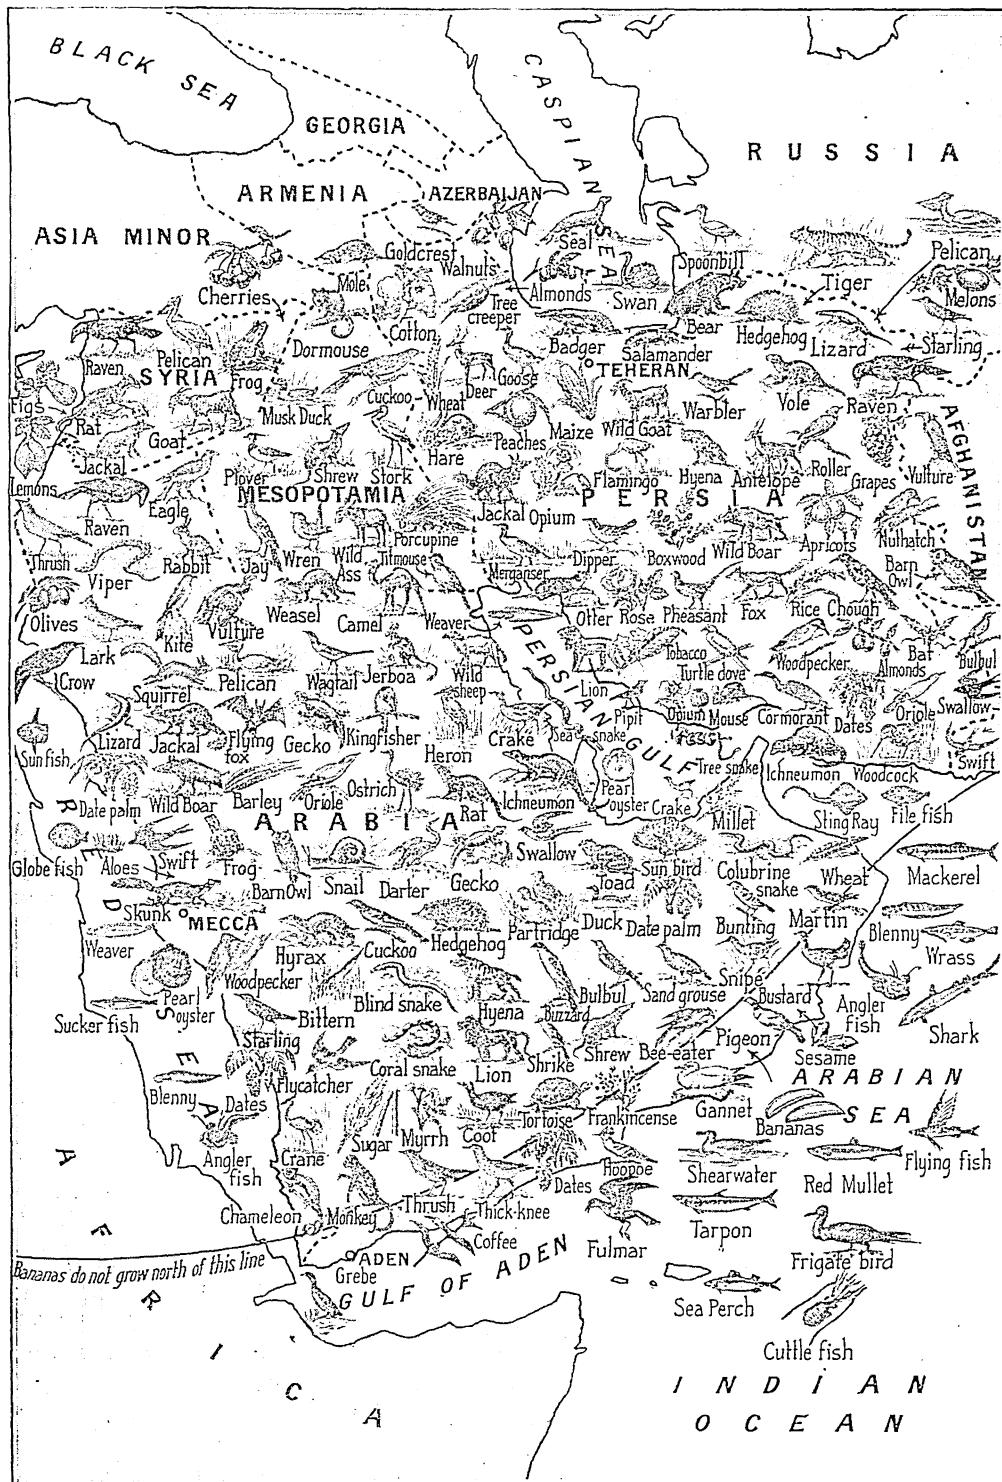 BLACK SEA
CASPIAN SEA
GEORGIA
RUSSIA
ARMENIA
AZERBAIJAN
ASIA MINOR
Goldcrest
Walnuts
Seal
Spoonbill
Pelican
Cherries
Mole
Tree creeper
Almonds
Swan
Tiger
Melons
Cotton
Bear
Hedgehog
Lizard
Starling
Raven
Pelican
Dormouse
Badger
Salamander
SYRIA
Frog
Cuckoo
Wheat
Deer
Goose
TEHERAN
Warbler
Vole
Raven
Figs
Rat
Goat
Musk Duck
Peaches
Maize
Wild Goat
AFGHANISTAN
Jackal
Hare
Plover
Shrew
Stork
Flamingo
Hyena
Antelope
Roller
Grapes
Vulture
Lemons
Eagle
MESOPOTAMIA
Jackal
Opium
PERSIA
Raven
Porcupine
Thrush
Viper
Rabbit
Jay
Wren
Wild Ass
Titmouse
Merganser
Dipper
Boxwood
Wild Boar
Apricots
Nuthatch
Barn Owl
Olives
Kite
Vulture
Weasel
Camel
Weaver
Otter
Rose
Pheasant
Fox
Rice
Chough
PERSIAN GULF
Lark
Tobacco
Turtle dove
Woodpecker
Almonds
Bat
Bulbul
Crow
Squirrel
Pelican
Wagtail
Jerboa
Wild sheep
Lion
Pipit
Opium
Mouse
Cormorant
Dates
Oriole
Swallow
Sun fish
Lizard
Jackal
Flying fox
Gecko
Kingfisher
Heron
Crake
Sea snake
Tree snake
Ichneumon
Woodcock
Swift
Date palm
Wild Boar
Barley
Oriole
Ostrich
Rat
Ichneumon
Pearl oyster
Crake
Millet
Sting Ray
File fish
RED SEA
ARABIA
Globe fish
Aloes
Swift
Frog
Barn Owl
Snail
Darter
Gecko
Swallow
Toad
Sun bird
Colubrine snake
Wheat
Mackerel
Skunk
MECCA
Weaver
Hyrax
Cuckoo
Hedgehog
Partridge
Duck
Date palm
Bunting
Martin
Blenny
Wrass
Woodpecker
Pearl oyster
Sucker fish
Bittern
Blind snake
Hyena
Buzzard
Bulbul
Sand grouse
Snipe
Bustard
Angler fish
Shark
Starling
Flycatcher
Coral snake
Lion
Shrike
Shrew
Bee-eater
Pigeon
Sesame
ARABIAN SEA
Blenny
Dates
Sugar
Myrrh
Coot
Tortoise
Frankincense
Gannet
Bananas
Flying fish
Angler fish
Crane
Dates
Hoopoe
Shearwater
Red Mullet
Chameleon
Monkey
Thrush
Thick-knee
Coffee
Fulmar
Tarpon
Frigate bird
Bananas do not grow north of this line
ADEN
Grebe
GULF OF ADEN
Sea Perch
Cuttle fish
AFRICA
INDIAN
OCEAN